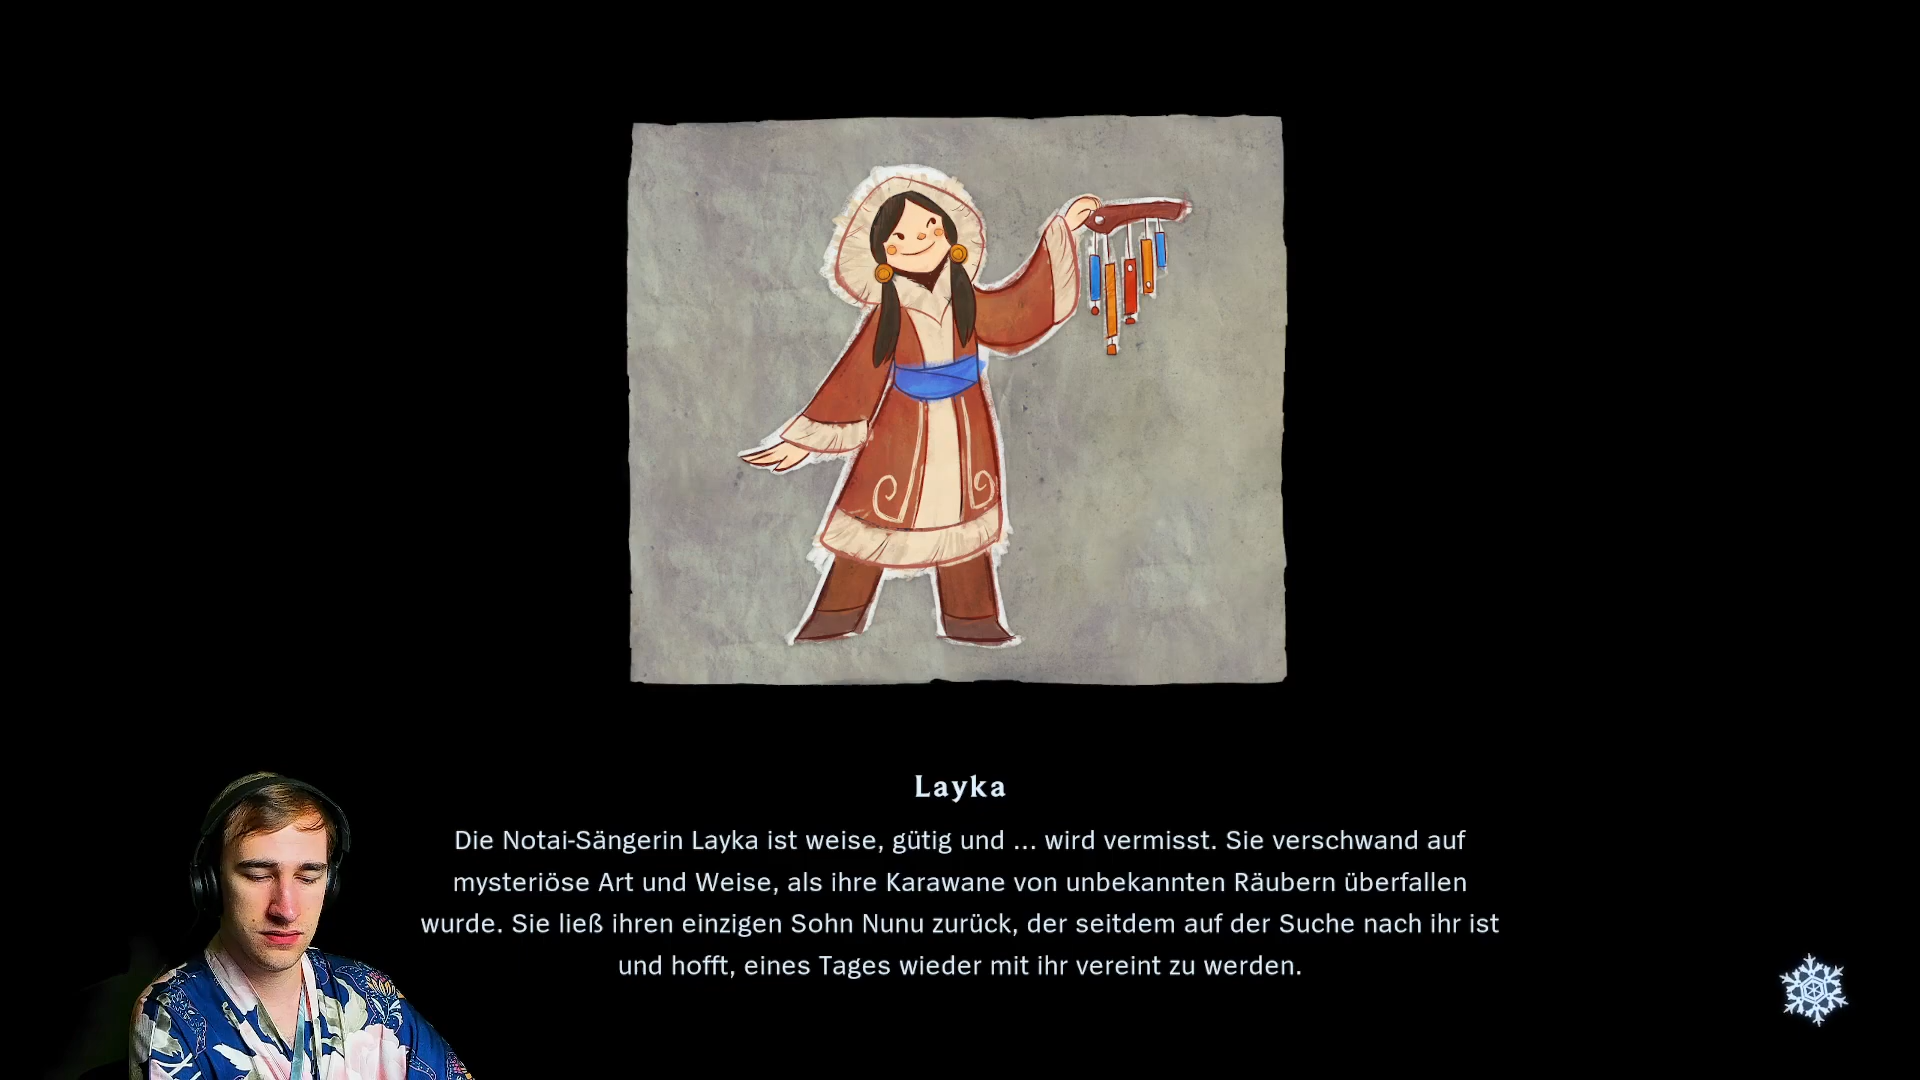 Layka
Die Notai-Sängerin Layka ist weise, gütig und ... wird vermisst. Sie verschwand auf
mysteriöse Art und Weise, als ihre Karawane von unbekannten Räubern überfallen
wurde. Sie ließ ihren einzigen Sohn Nunu zurück, der seitdem auf der Suche nach ihr ist
und hofft, eines Tages wieder mit ihr vereint zu werden.